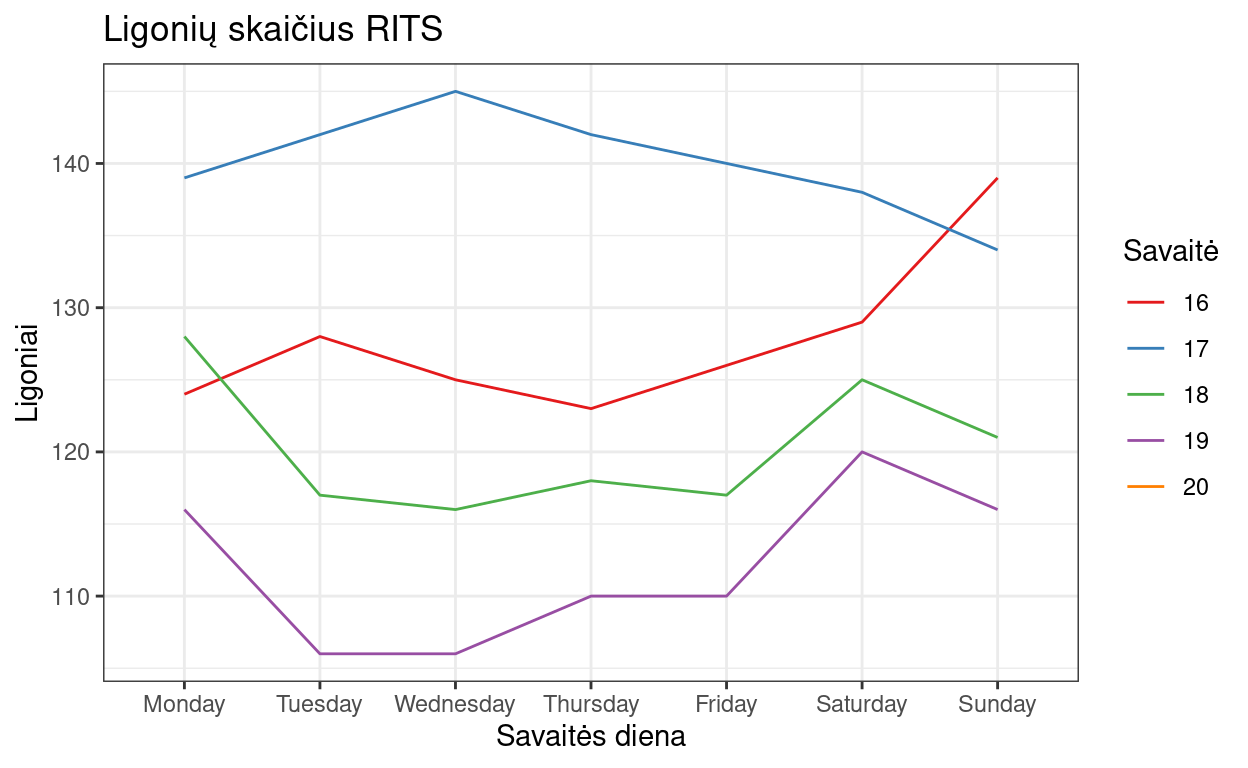 Ligonių skaičius RITS
Ligoniai
140
130
120
110
Monday Tuesday Wednesday Thursday Friday Saturday Sunday
Savaitės diena
Savaitė
16
17
18
19
20